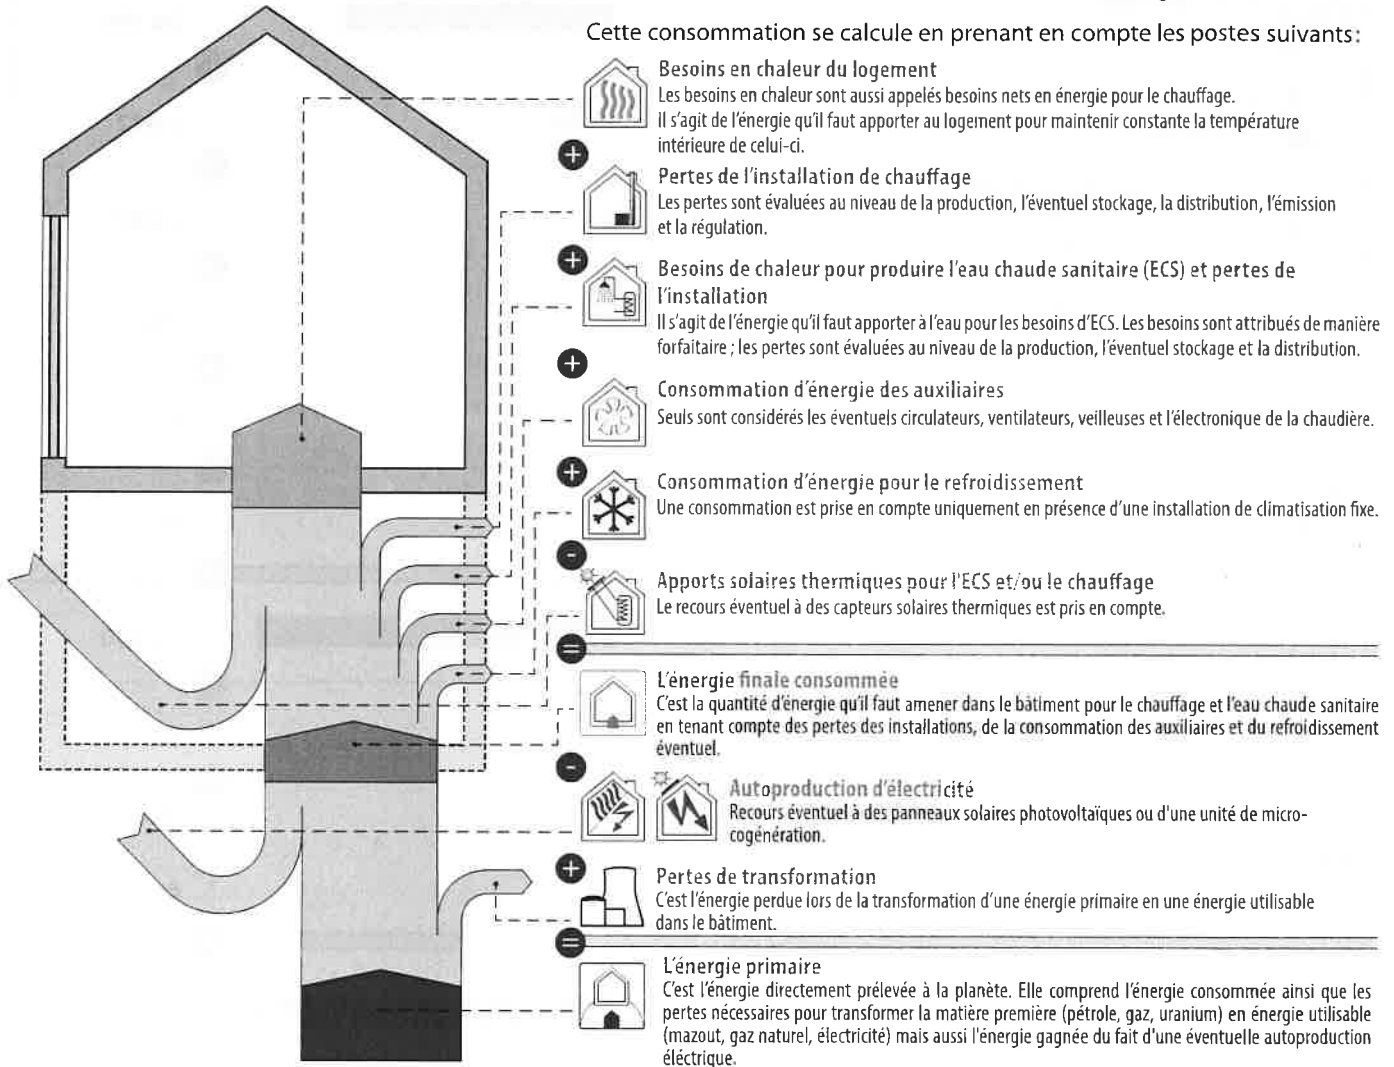 Cette consommation se calcule en prenant en compte les postes suivants:
Besoins en chaleur du logement
Les besoins en chaleur sont aussi appelés besoins nets en énergie pour le chauffage.
Il s'agit de l'énergie qu'il faut apporter au logement pour maintenir constante la température
intérieure de celui-ci.
+
Pertes de l'installation de chauffage
Les pertes sont évaluées au niveau de la production, l'éventuel stockage, la distribution, l'émission
et la régulation.
+
Besoins de chaleur pour produire l'eau chaude sanitaire (ECS) et pertes de
l'installation
Il s'agit de l'énergie qu'il faut apporter à l'eau pour les besoins d'ECS. Les besoins sont attribués de manière
forfaitaire ; les pertes sont évaluées au niveau de la production, l'éventuel stockage et la distribution.
+
Consommation d'énergie des auxiliaires
Seuls sont considérés les éventuels circulateurs, ventilateurs, veilleuses et l'électronique de la chaudière.
+
Consommation d'énergie pour le refroidissement
Une consommation est prise en compte uniquement en présence d'une installation de climatisation fixe.
-
Apports solaires thermiques pour l'ECS et/ou le chauffage
Le recours éventuel à des capteurs solaires thermiques est pris en compte.
=
L'énergie finale consommée
C'est la quantité d'énergie qu'il faut amener dans le bâtiment pour le chauffage et l'eau chaude sanitaire
en tenant compte des pertes des installations, de la consommation des auxiliaires et du refroidissement
éventuel.
-
Autoproduction d'électricité
Recours éventuel à des panneaux solaires photovoltaïques ou d'une unité de micro-
cogénération.
+
Pertes de transformation
C'est l'énergie perdue lors de la transformation d'une énergie primaire en une énergie utilisable
dans le bâtiment.
=
L'énergie primaire
C'est l'énergie directement prélevée à la planète. Elle comprend l'énergie consommée ainsi que les
pertes nécessaires pour transformer la matière première (pétrole, gaz, uranium) en énergie utilisable
(mazout, gaz naturel, électricité) mais aussi l'énergie gagnée du fait d'une éventuelle autoproduction
éléctrique.